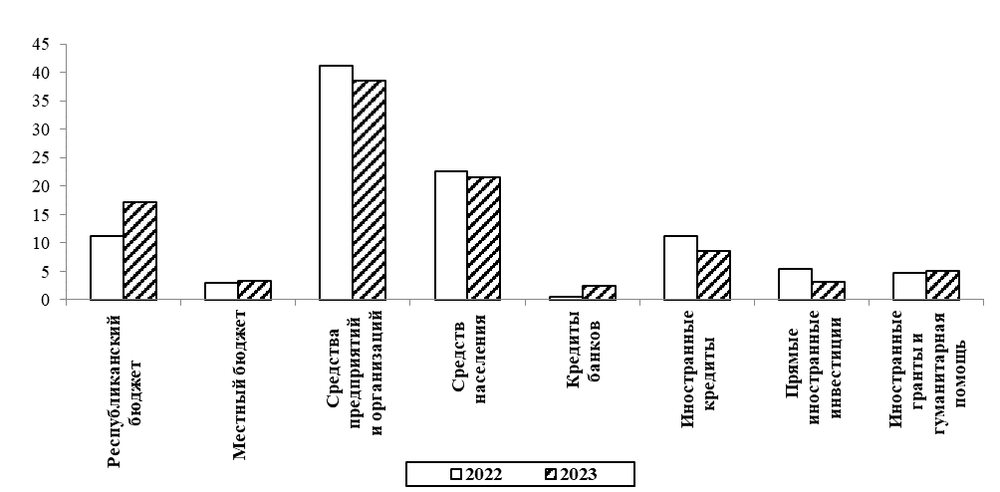 45
40
35
30
25
20
15
10
5
0
Республиканский
бюджет
Местный бюджет
Средства
предприятий
и организаций
Средств
населения
Кредиты
банков
Иностранные
кредиты
Прямые
иностранные
инвестиции
Иностранные
гранты и
гуманитарная
помощь
2022 2023